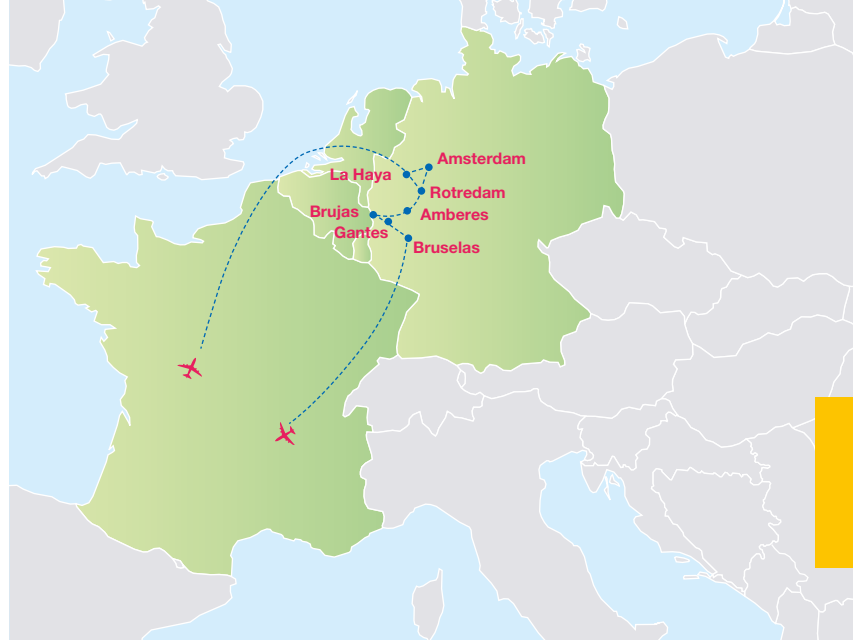 Amsterdam
La Haya
Rotredam
Brujas
Amberes
Gantes
Bruselas